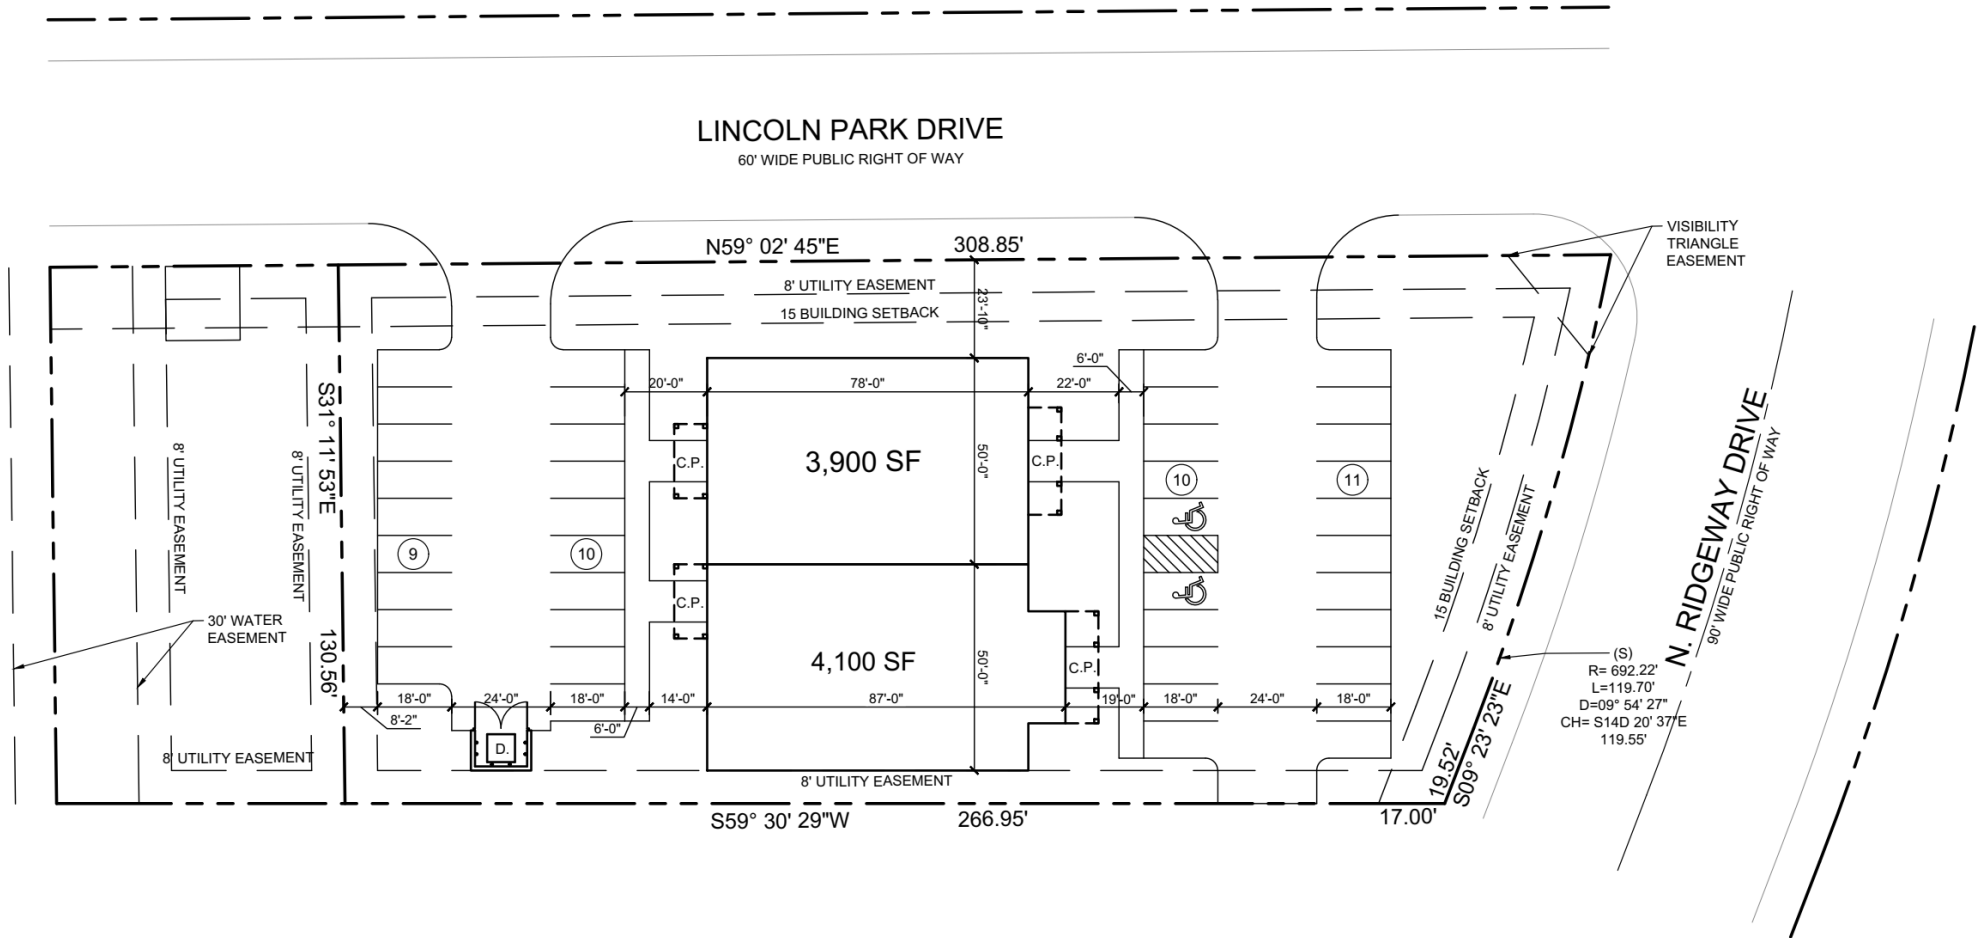 LINCOLN PARK DRIVE
60' WIDE PUBLIC RIGHT OF WAY
N59° 02' 45"E
308.85'
VISIBILITY
TRIANGLE
EASEMENT
8' UTILITY EASEMENT
15 BUILDING SETBACK
23'-10"
6'-0"
20'-0"
78'-0"
22'-0"
S31° 11' 53"E
130.56'
8' UTILITY EASEMENT
8' UTILITY EASEMENT
C.P.
3,900 SF
50'-0"
C.P.
10
11
9
10
C.P.
4,100 SF
50'-0"
C.P.
30' WATER
EASEMENT
15 BUILDING SETBACK
8' UTILITY EASEMENT
N. RIDGEWAY DRIVE
90' WIDE PUBLIC RIGHT OF WAY
(S)
R= 692.22'
L=119.70'
D=09° 54' 27"
CH= S14D 20' 37"E
119.55'
18'-0"
24'-0"
18'-0"
14'-0"
87'-0"
19'-0"
18'-0"
24'-0"
18'-0"
8'-2"
6'-0"
D.
8' UTILITY EASEMENT
8' UTILITY EASEMENT
19.52'
S09° 23' 23"E
S59° 30' 29"W
266.95'
17.00'